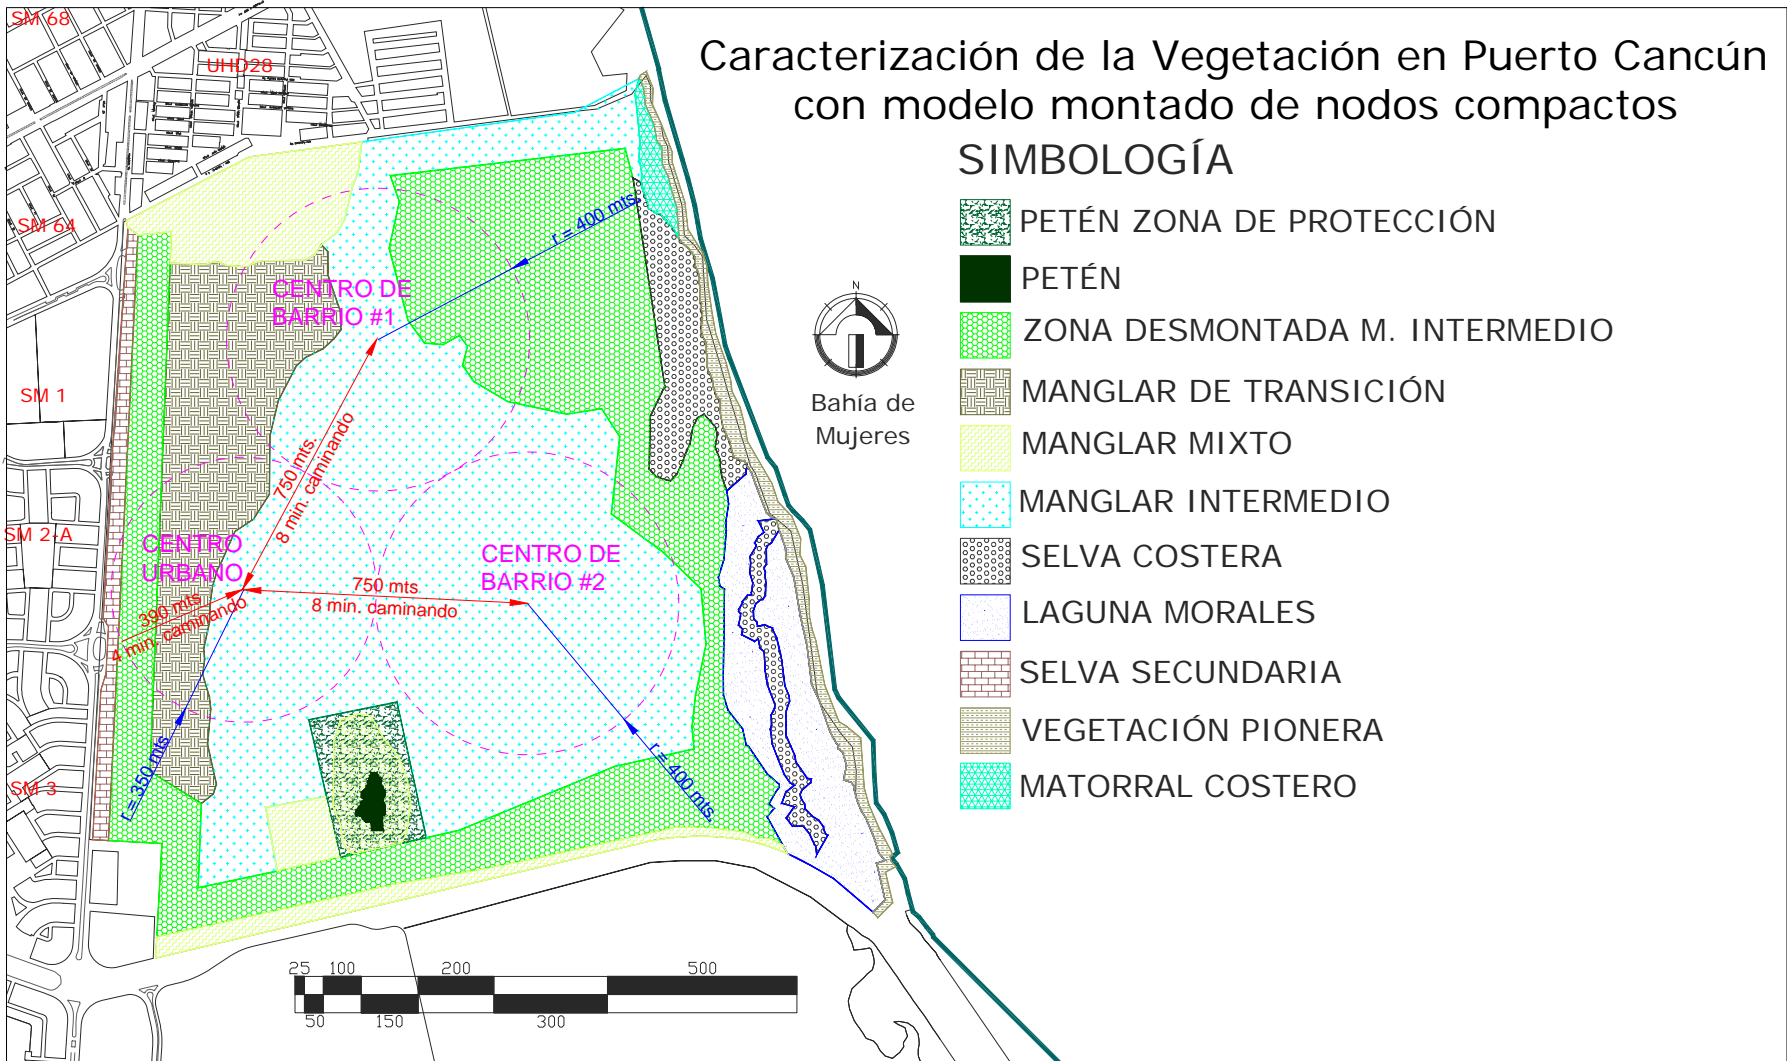 Caracterización de la Vegetación en Puerto Cancún
con modelo montado de nodos compactos
SIMBOLOGÍA
PETÉN ZONA DE PROTECCIÓN
PETÉN
ZONA DESMONTADA M. INTERMEDIO
MANGLAR DE TRANSICIÓN
MANGLAR MIXTO
MANGLAR INTERMEDIO
SELVA COSTERA
LAGUNA MORALES
SELVA SECUNDARIA
VEGETACIÓN PIONERA
MATORRAL COSTERO
N
Bahía de
Mujeres
SM 68
UHD28
SM 64
SM 1
SM 2-A
SM 3
CENTRO DE
BARRIO #1
CENTRO
URBANO
CENTRO DE
BARRIO #2
r = 400 mts.
750 mts.
8 min. caminando
750 mts
8 min. caminando
390 mts
4 min. caminando
r = 350 mts
r = 400 mts.
25 100 200 500
50 150 300